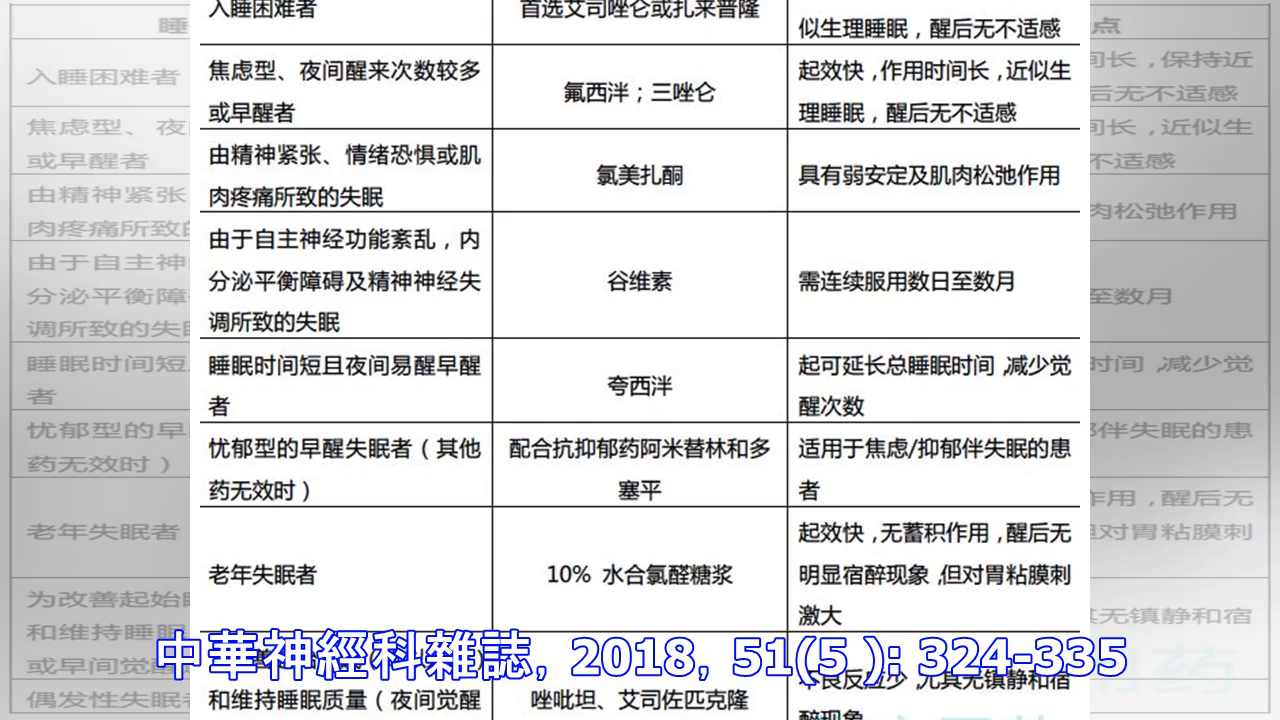 入睡困难者
首选艾司唑仑或扎来普隆
似生理睡眠，醒后无不适感
焦虑型、夜间醒来次数较多
或早醒者
氟西泮；三唑仑
起效快，作用时间长，近似生
理睡眠，醒后无不适感
由精神紧张、情绪恐惧或肌
肉疼痛所致的失眠
氯美扎酮
具有弱安定及肌肉松弛作用
由于自主神经功能紊乱，内
分泌平衡障碍及精神神经失
调所致的失眠
谷维素
需连续服用数日至数月
睡眠时间短且夜间易醒早醒
者
夸西泮
起可延长总睡眠时间，减少觉
醒次数
忧郁型的早醒失眠者（其他
药无效时）
配合抗抑郁药阿米替林和多
塞平
适用于焦虑/抑郁伴失眠的患
者
老年失眠者
10% 水合氯醛糖浆
起效快，无蓄积作用，醒后无
明显宿醉现象，但对胃粘膜刺
激大
和维持睡眠质量（夜间觉醒
唑吡坦、艾司佐匹克隆
不良反应少，尤其无镇静和宿
醉现象
中華神經科雜誌, 2018, 51(5 ): 324-335